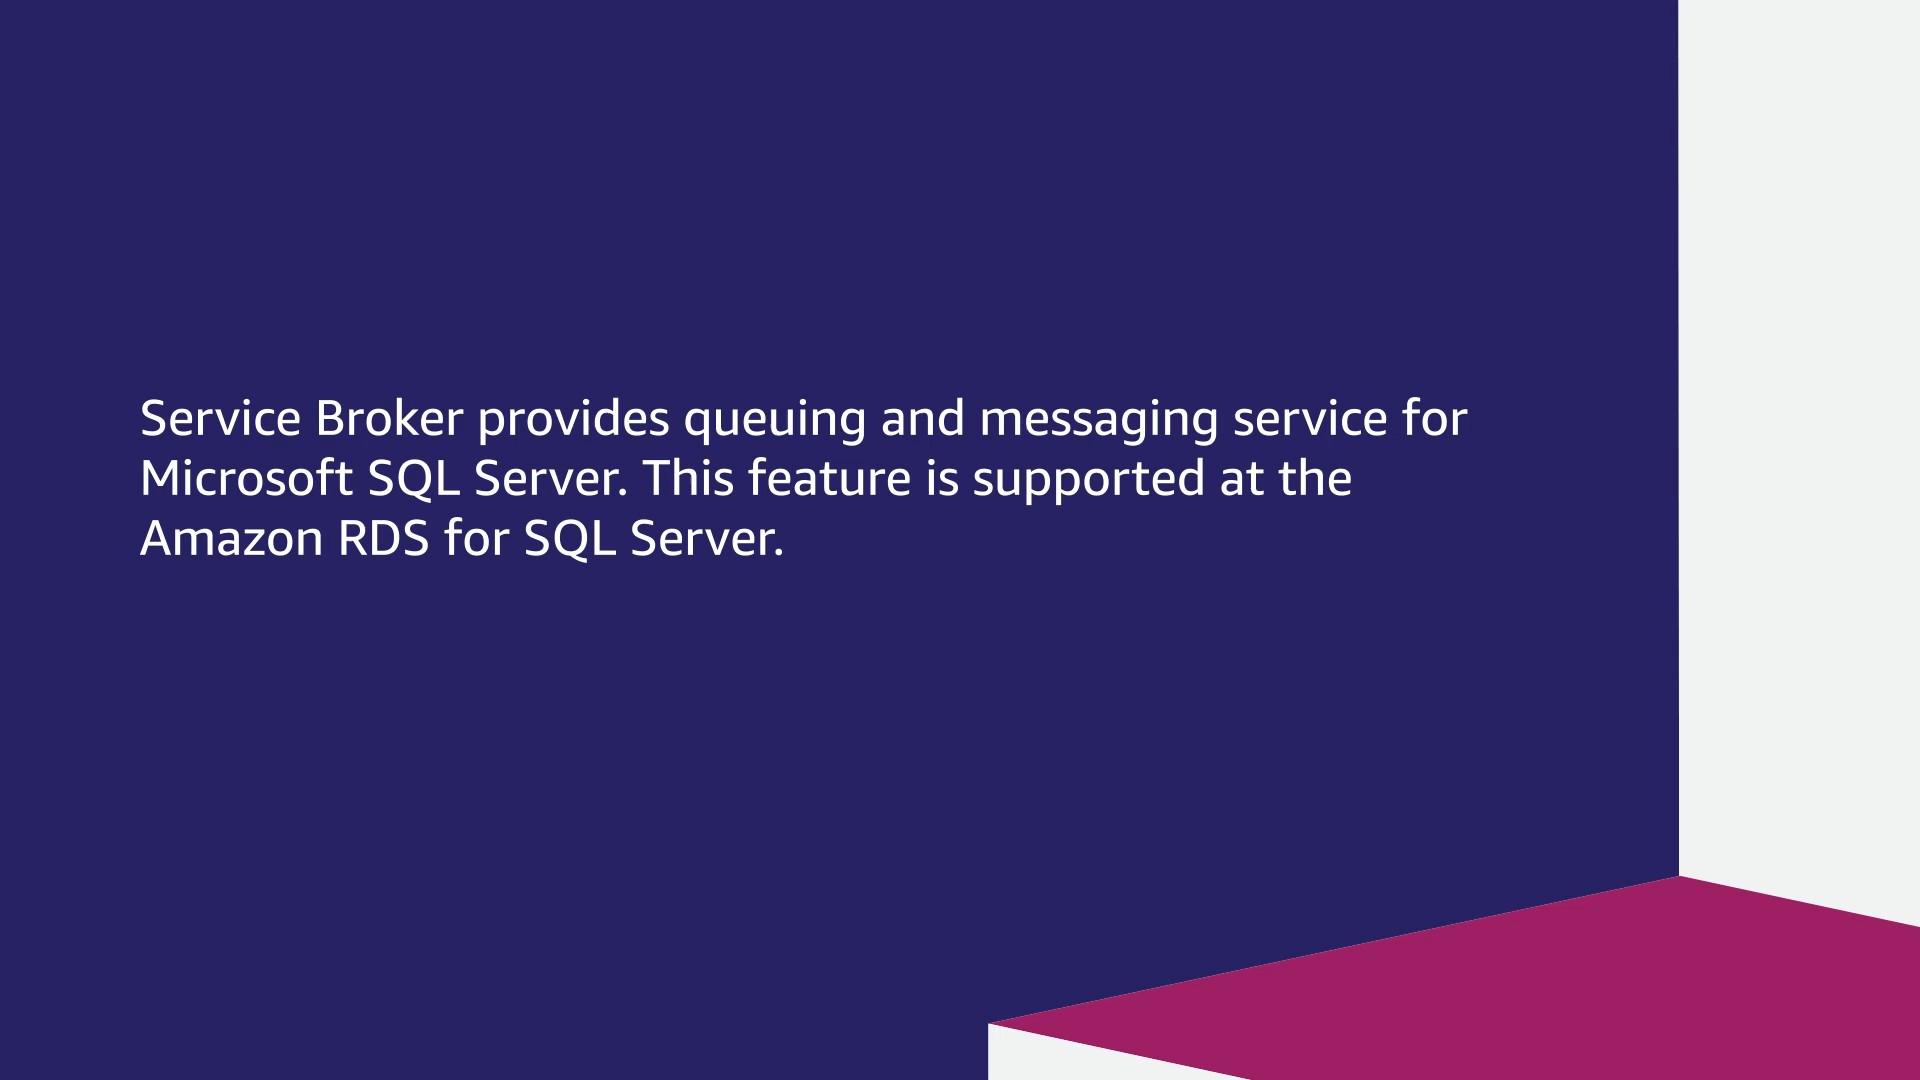 Service Broker provides queuing and messaging service for
Microsoft SQL Server. This feature is supported at the
Amazon RDS for SQL Server.